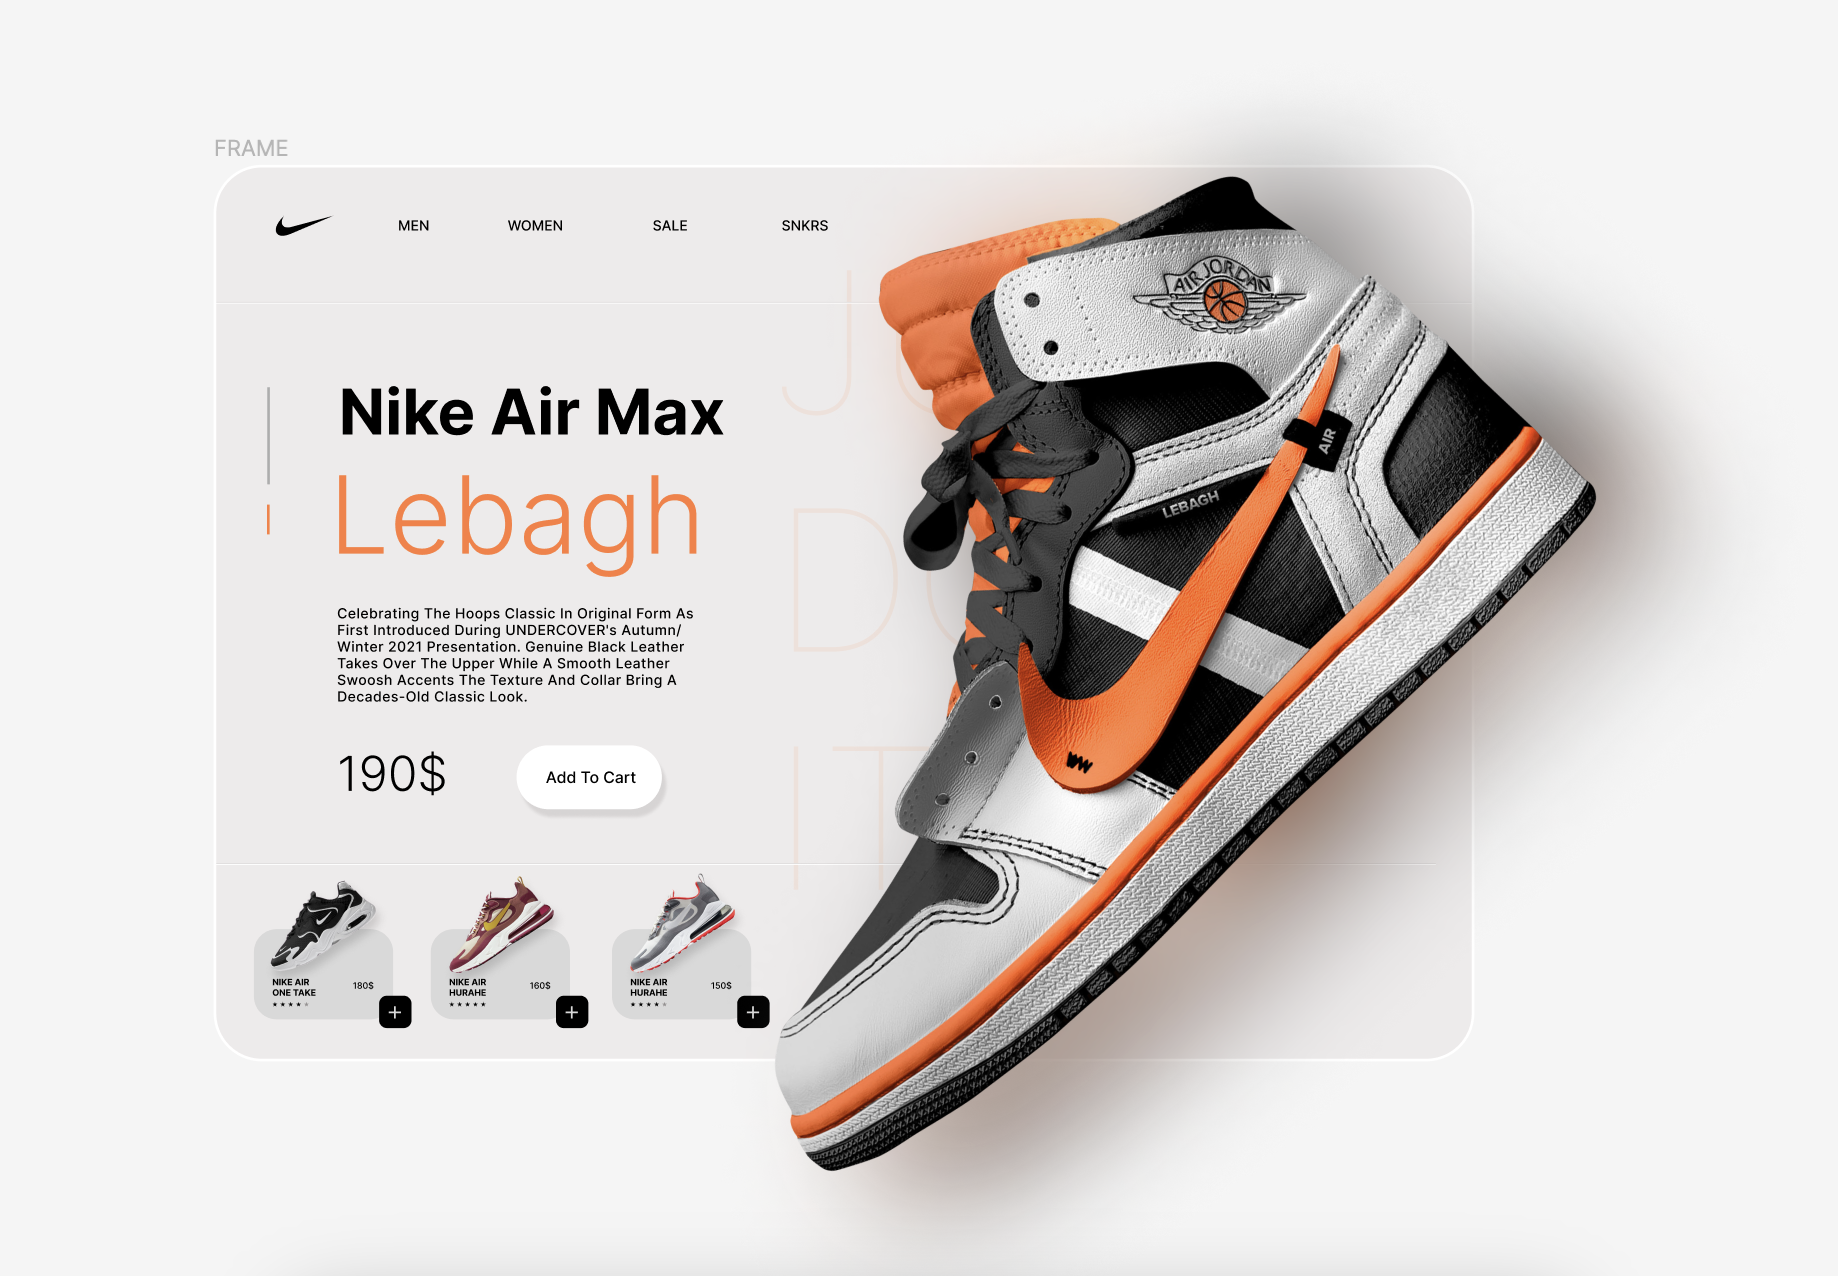 FRAME
MEN WOMEN SALE SNKRS
Nike Air Max
Lebagh
Celebrating The Hoops Classic In Original Form As
First Introduced During UNDERCOVER's Autumn/
Winter 2021 Presentation. Genuine Black Leather
Takes Over The Upper While A Smooth Leather
Swoosh Accents The Texture And Collar Bring A
Decades-Old Classic Look.
190$ Add To Cart
NIKE AIR
ONE TAKE
180$
NIKE AIR
HURAHE
160$
NIKE AIR
HURAHE
150$
AIR JORDAN
AIR
LEBAGH
J
DO
IT